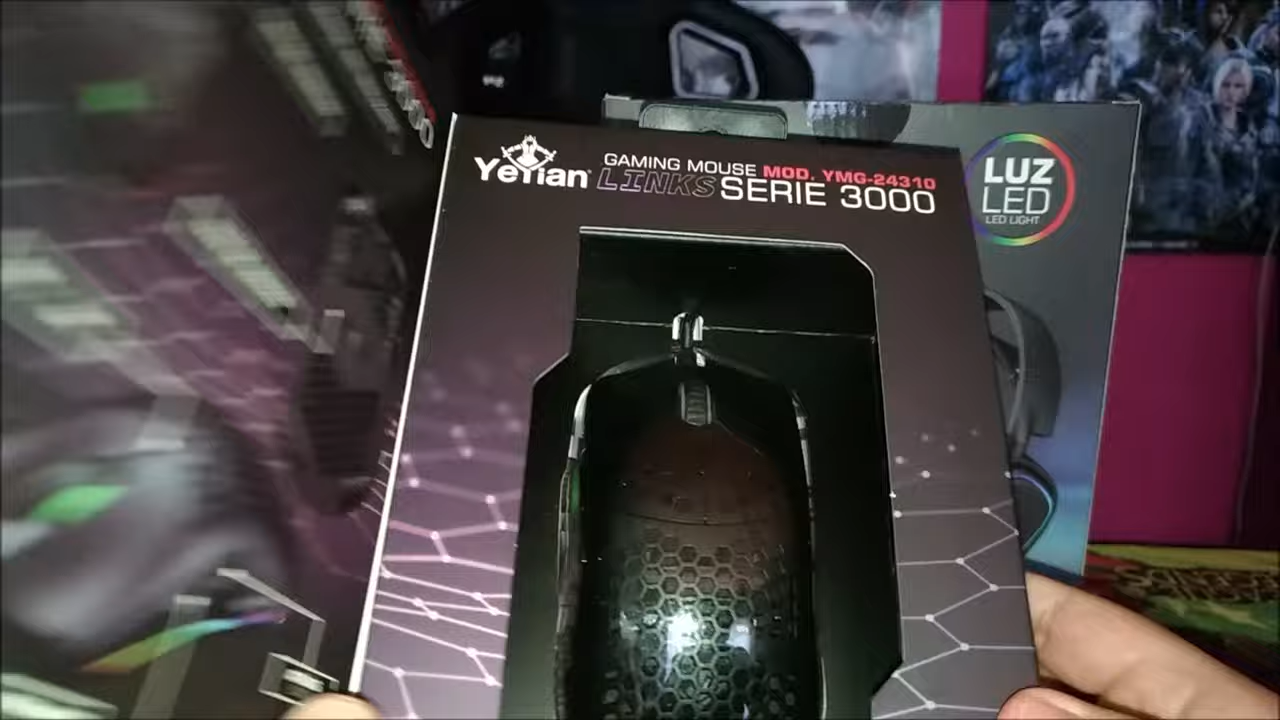 YeYian
GAMING MOUSE MOD. YMG-24310
LINKS SERIE 3000
LUZ
LED
LED LIGHT